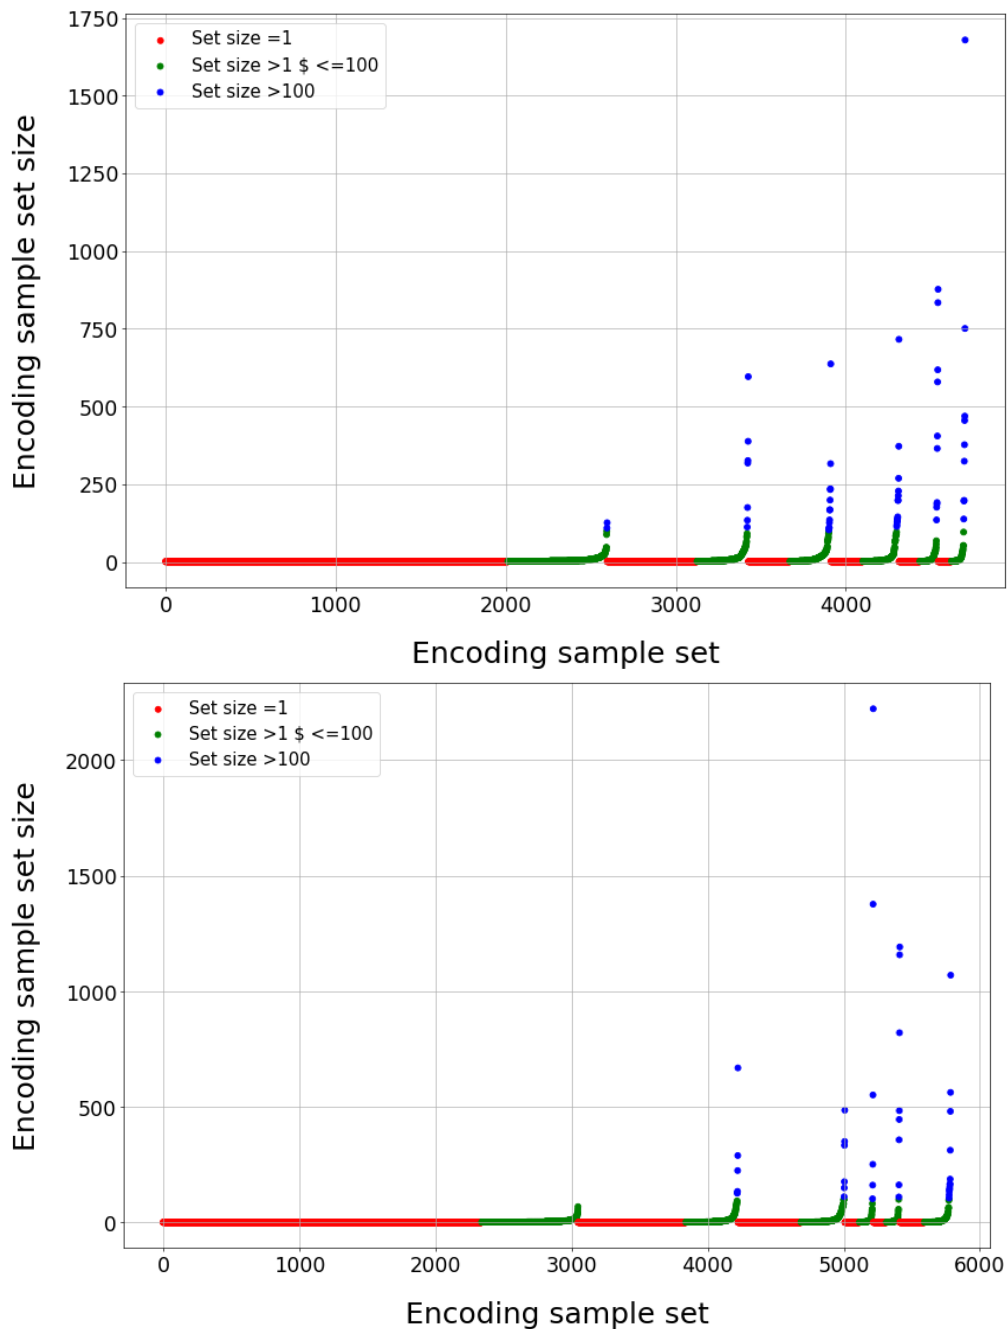 1750
1500
1250
1000
750
500
250
0
Encoding sample set size
Set size =1
Set size >1 $ <=100
Set size >100
0 1000 2000 3000 4000
Encoding sample set
2000
1500
1000
500
0
Encoding sample set size
Set size =1
Set size >1 $ <=100
Set size >100
0 1000 2000 3000 4000 5000 6000
Encoding sample set